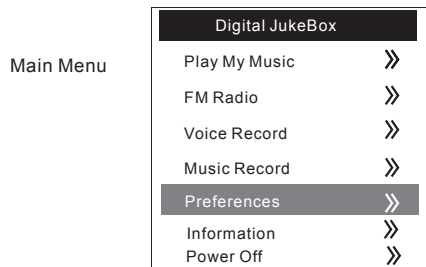 Digital JukeBox
Main Menu
Play My Music
FM Radio
Voice Record
Music Record
Preferences
Information
Power Off